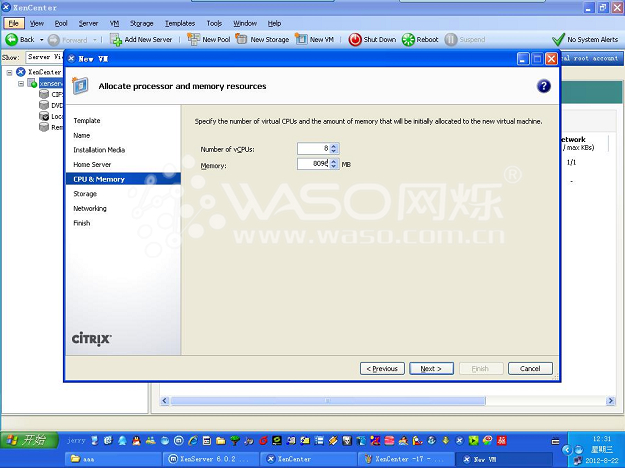 XenCenter
File View Pool Server VM Storage Templates Tools Window Help
Back Forward Add New Server New Pool New Storage New VM Shut Down Reboot Suspend No System Alerts
Show: Server Vi
al root account
New VM
XenCenter
xenserv
CIF
DVD
Loca
Rem
Allocate processor and memory resources
?
Template
Name
Installation Media
Home Server
CPU & Memory
Storage
Networking
Finish
Specify the number of virtual CPUs and the amount of memory that will be initially allocated to the new virtual machine.
Number of vCPUs: 8
Memory: MB
etwork
/ max KBs)
1/1
-
WASO网烁®
www.waso.com.cn
CITRIX
< Previous Next > Finish Cancel
开始 jerry
aaa XenServer 6.0.2 ... XenCenter XenCenter -17 - ... New VM
12:31
星期三
2012-8-22